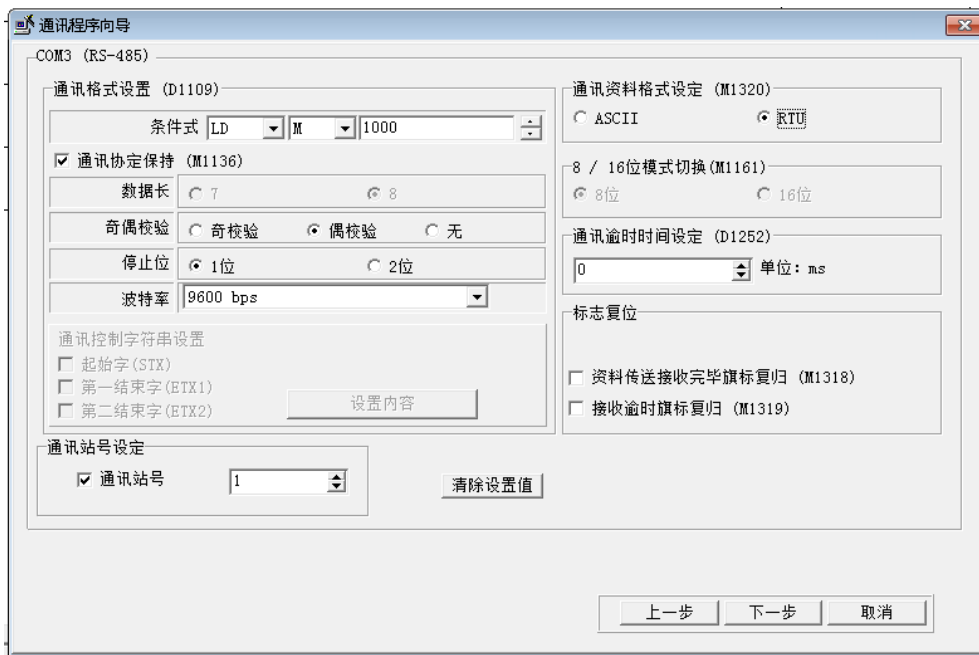 通讯程序向导
COM3 (RS-485)
通讯格式设置 (D1109)
条件式 LD M 1000
通讯协定保持 (M1136)
数据长 7 8
奇偶校验 奇校验 偶校验 无
停止位 1位 2位
波特率 9600 bps
通讯控制字符串设置
起始字(STX)
第一结束字(ETX1)
第二结束字(ETX2)
设置内容
通讯资料格式设定 (M1320)
ASCII RTU
8 / 16位模式切换(M1161)
8位 16位
通讯逾时时间设定 (D1252)
0 单位: ms
标志复位
资料传送接收完毕旗标复归 (M1318)
接收逾时旗标复归 (M1319)
通讯站号设定
通讯站号 1
清除设置值
上一步 下一步 取消